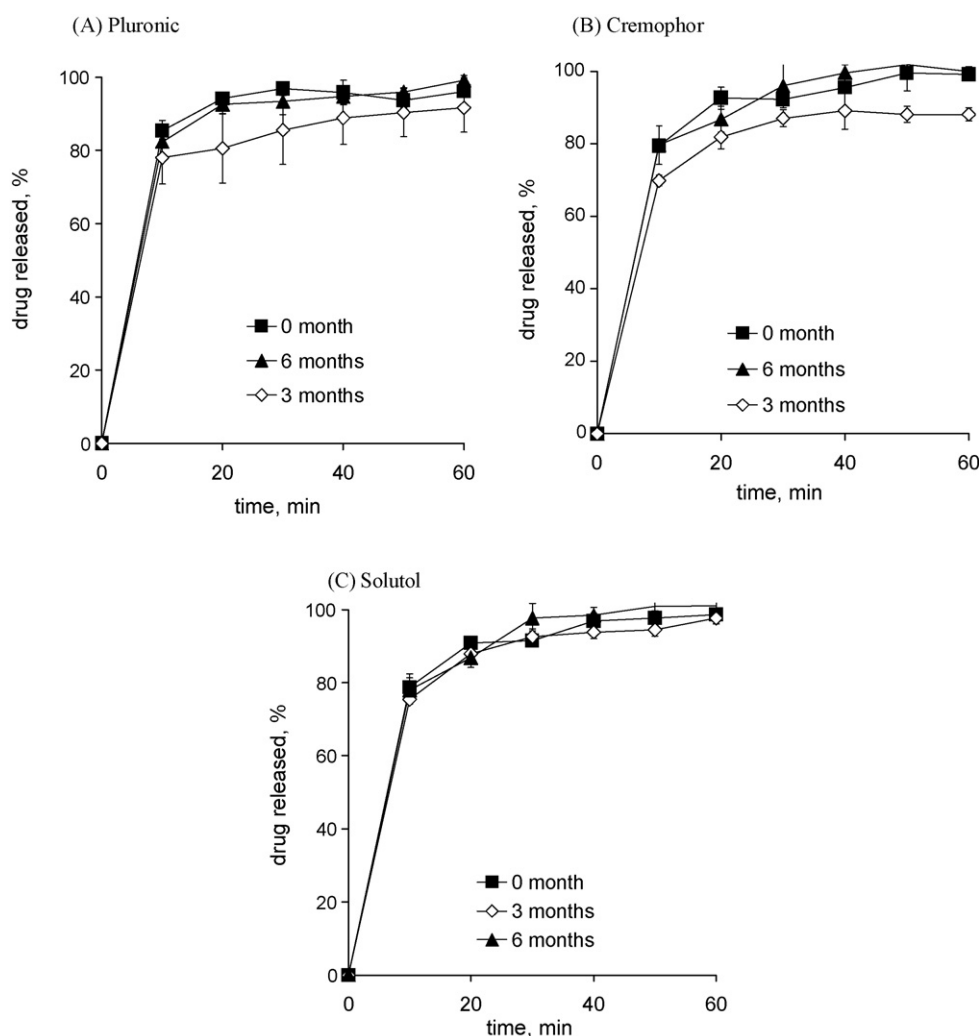 (A) Pluronic
100
80
60
40
20
0
drug released, %
0 month
6 months
3 months
0 20 40 60
time, min
(B) Cremophor
100
80
60
40
20
0
drug released, %
0 month
6 months
3 months
0 20 40 60
time, min
(C) Solutol
100
80
60
40
20
0
drug released, %
0 month
3 months
6 months
0 20 40 60
time, min